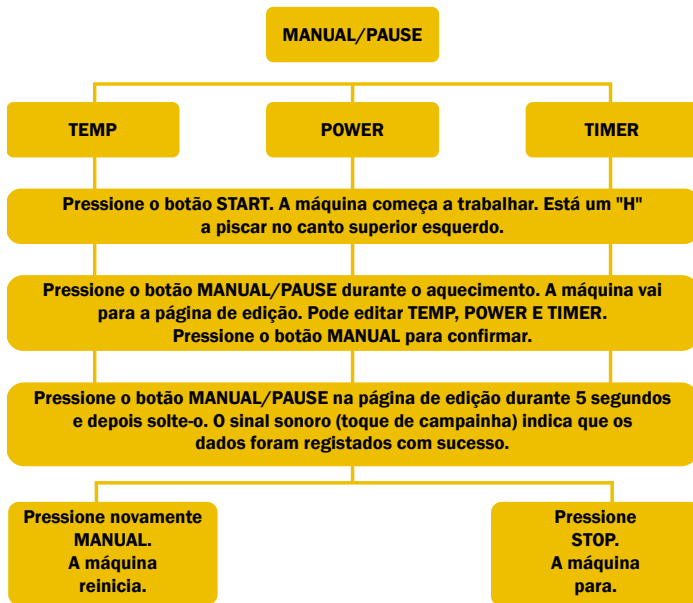 MANUAL/PAUSE
TEMP
POWER
TIMER
Pressione o botão START. A máquina começa a trabalhar. Está um "H"
a piscar no canto superior esquerdo.
Pressione o botão MANUAL/PAUSE durante o aquecimento. A máquina vai
para a página de edição. Pode editar TEMP, POWER E TIMER.
Pressione o botão MANUAL para confirmar.
Pressione o botão MANUAL/PAUSE na página de edição durante 5 segundos
e depois solte-o. O sinal sonoro (toque de campainha) indica que os
dados foram registados com sucesso.
Pressione novamente
MANUAL.
A máquina
reinicia.
Pressione
STOP.
A máquina
para.